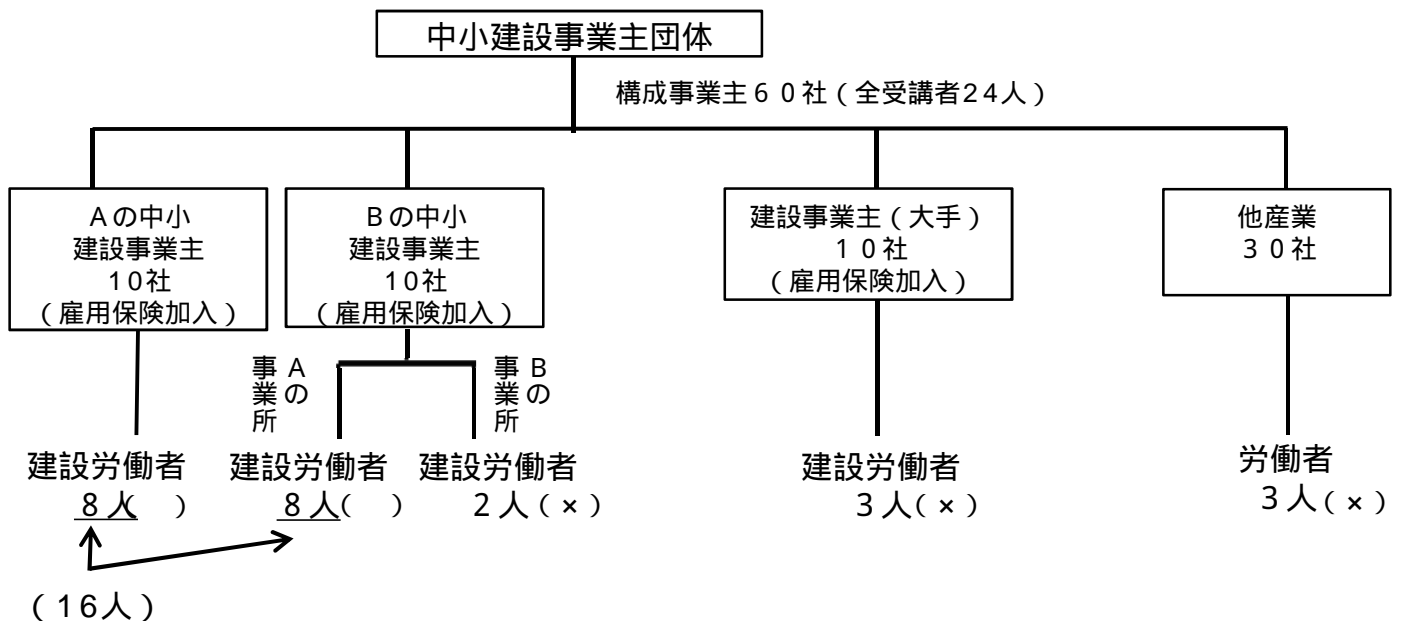 中小建設事業主団体
構成事業主６０社（全受講者24人）
Aの中小
建設事業主
10社
（雇用保険加入）
Bの中小
建設事業主
10社
（雇用保険加入）
建設事業主（大手）
１０社
（雇用保険加入）
他産業
３０社
Aの
事業所
Bの
事業所
建設労働者
8人(　）
建設労働者
8人(　）
建設労働者
2人（×）
建設労働者
3人（×）
労働者
3人（×）
（16人）